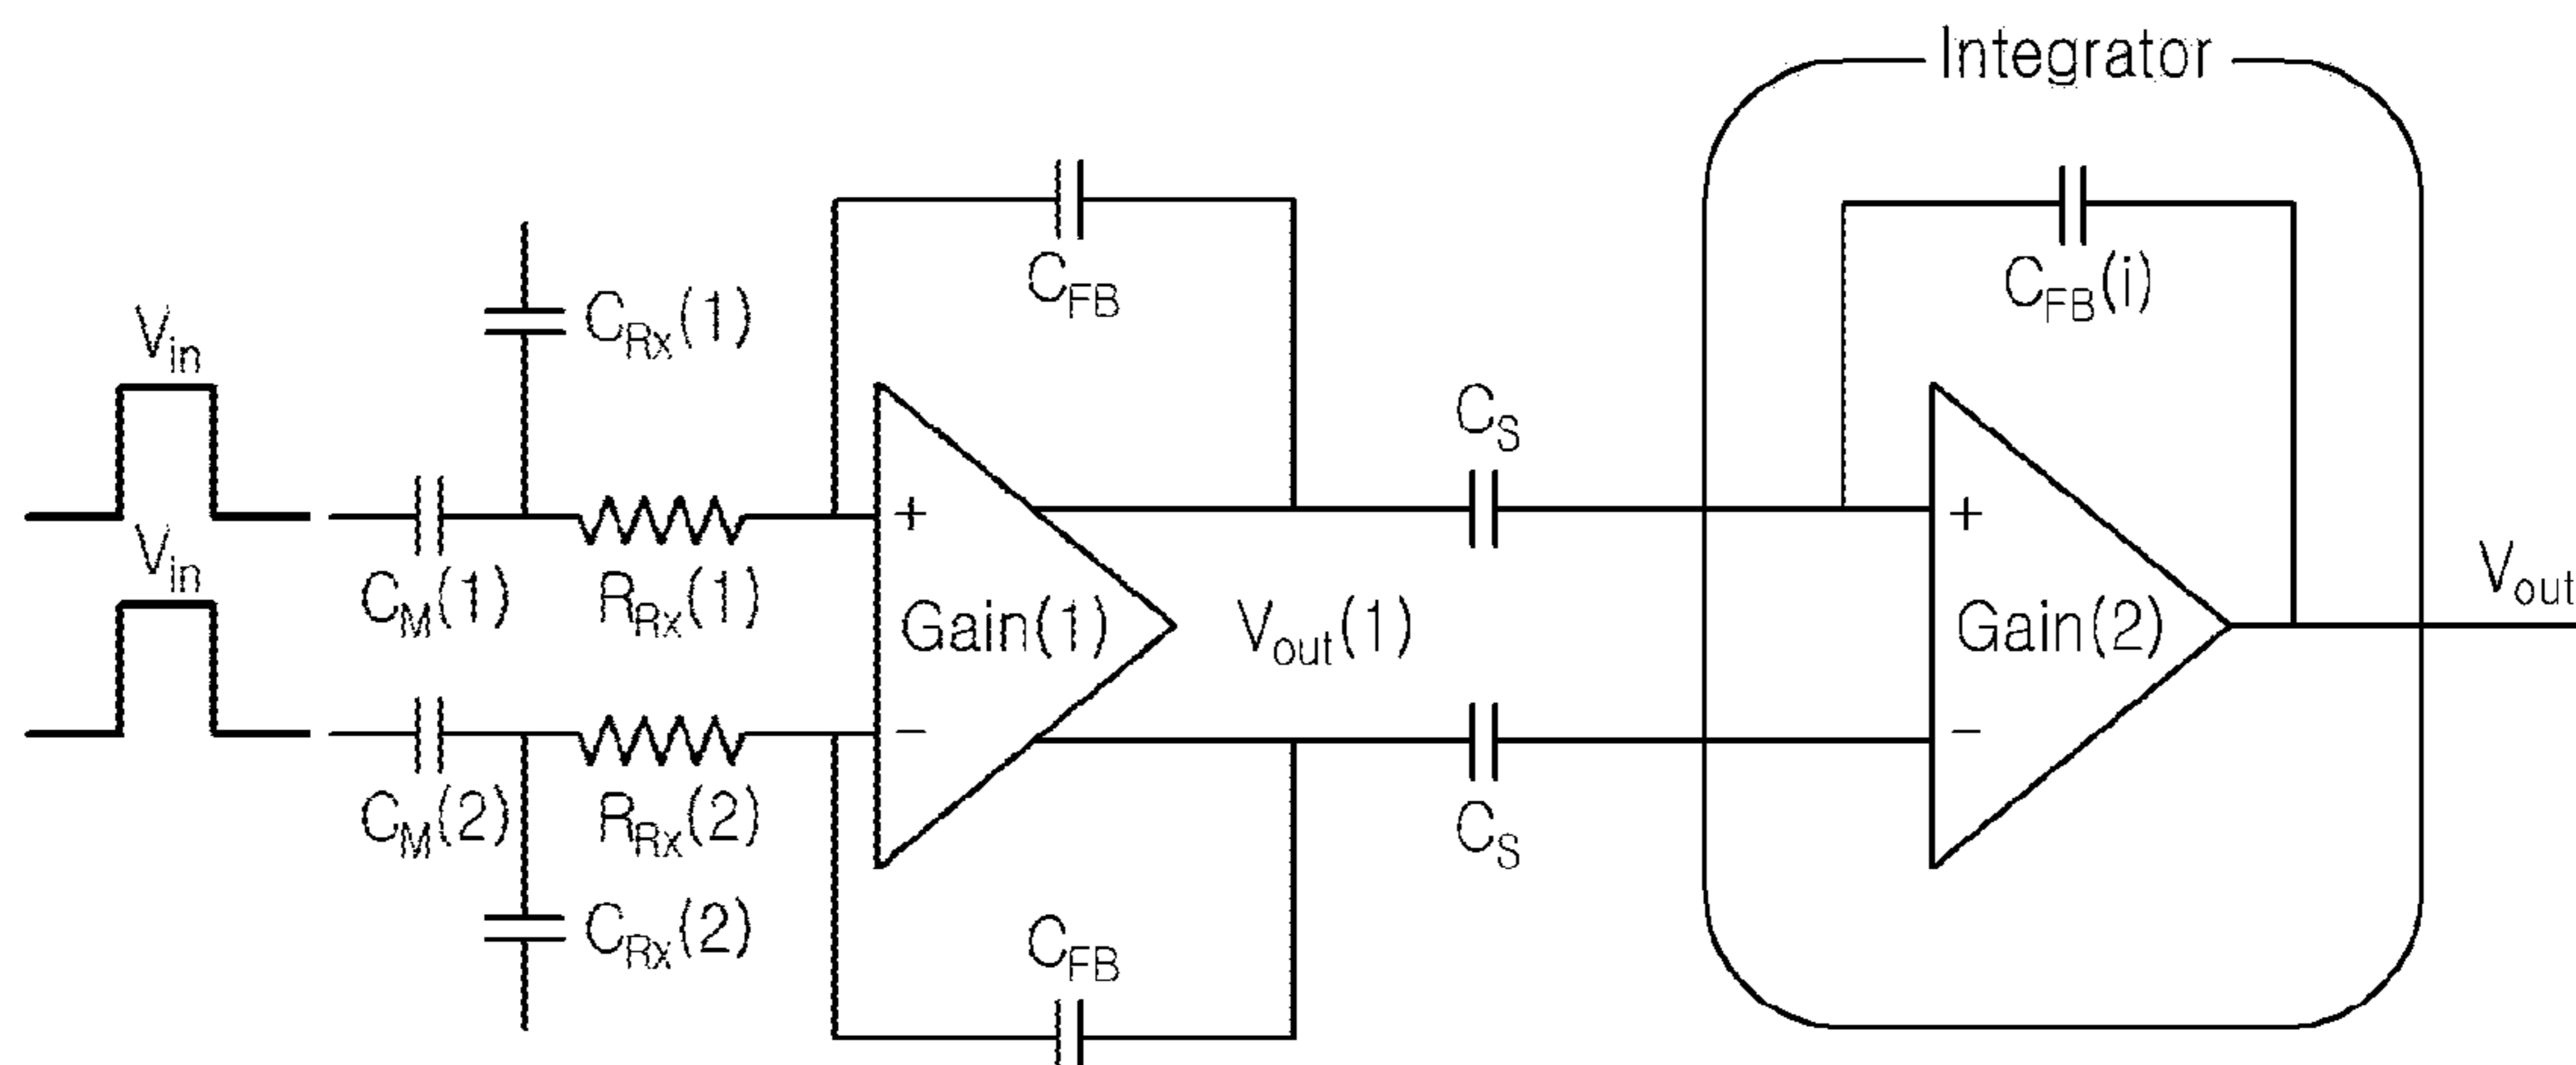 Integrator
C_FB
C_FB(i)
C_Rx(1)
V_in
C_S
+
+
V_in
C_M(1)
R_Rx(1)
Gain(1)
V_out(1)
Gain(2)
V_out
−
−
C_M(2)
R_Rx(2)
C_S
C_Rx(2)
C_FB